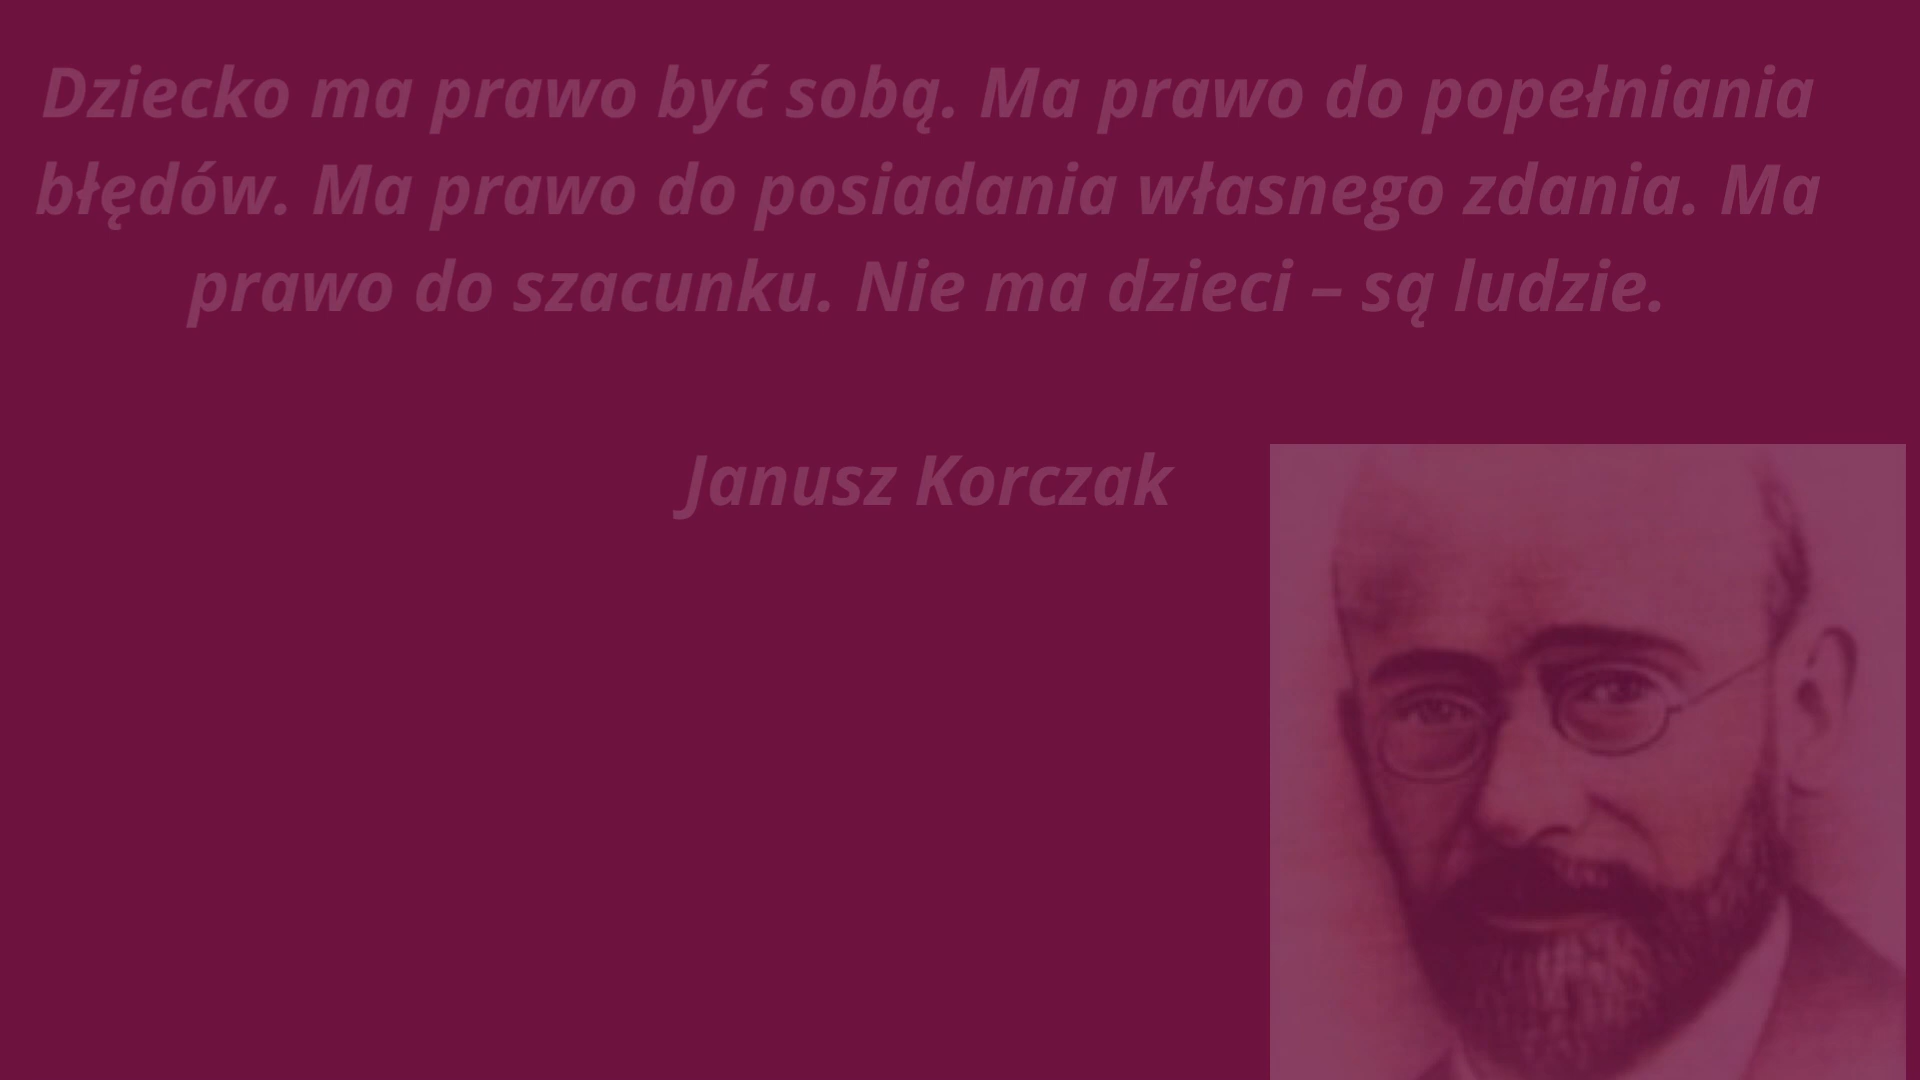 Dziecko ma prawo być sobą. Ma prawo do popełniania
błędów. Ma prawo do posiadania własnego zdania. Ma
prawo do szacunku. Nie ma dzieci – są ludzie.
Janusz Korczak